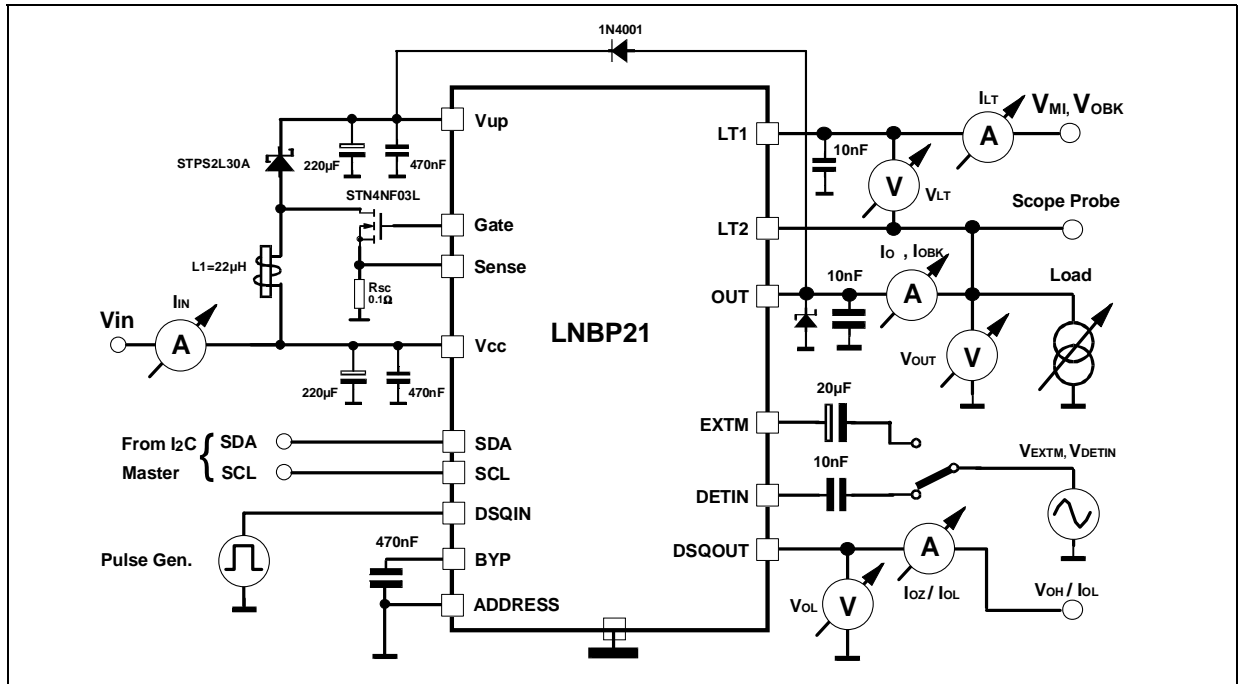 1N4001
Vup
LT1
ILT
VMI, VOBK
A
10nF
STPS2L30A
220µF
470nF
V
VLT
STN4NF03L
Gate
LT2
Scope Probe
L1=22µH
Sense
RSC
0.1Ω
IO , IOBK
10nF
OUT
A
Load
IIN
Vin
A
LNBP21
Vcc
VOUT
V
220µF
470nF
20µF
EXTM
From I2C
Master
{
SDA
SCL
SDA
SCL
10nF
DETIN
VEXTM, VDETIN
DSQIN
DSQOUT
A
470nF
Pulse Gen.
BYP
VOL
V
IOZ / IOL
VOH / IOL
ADDRESS